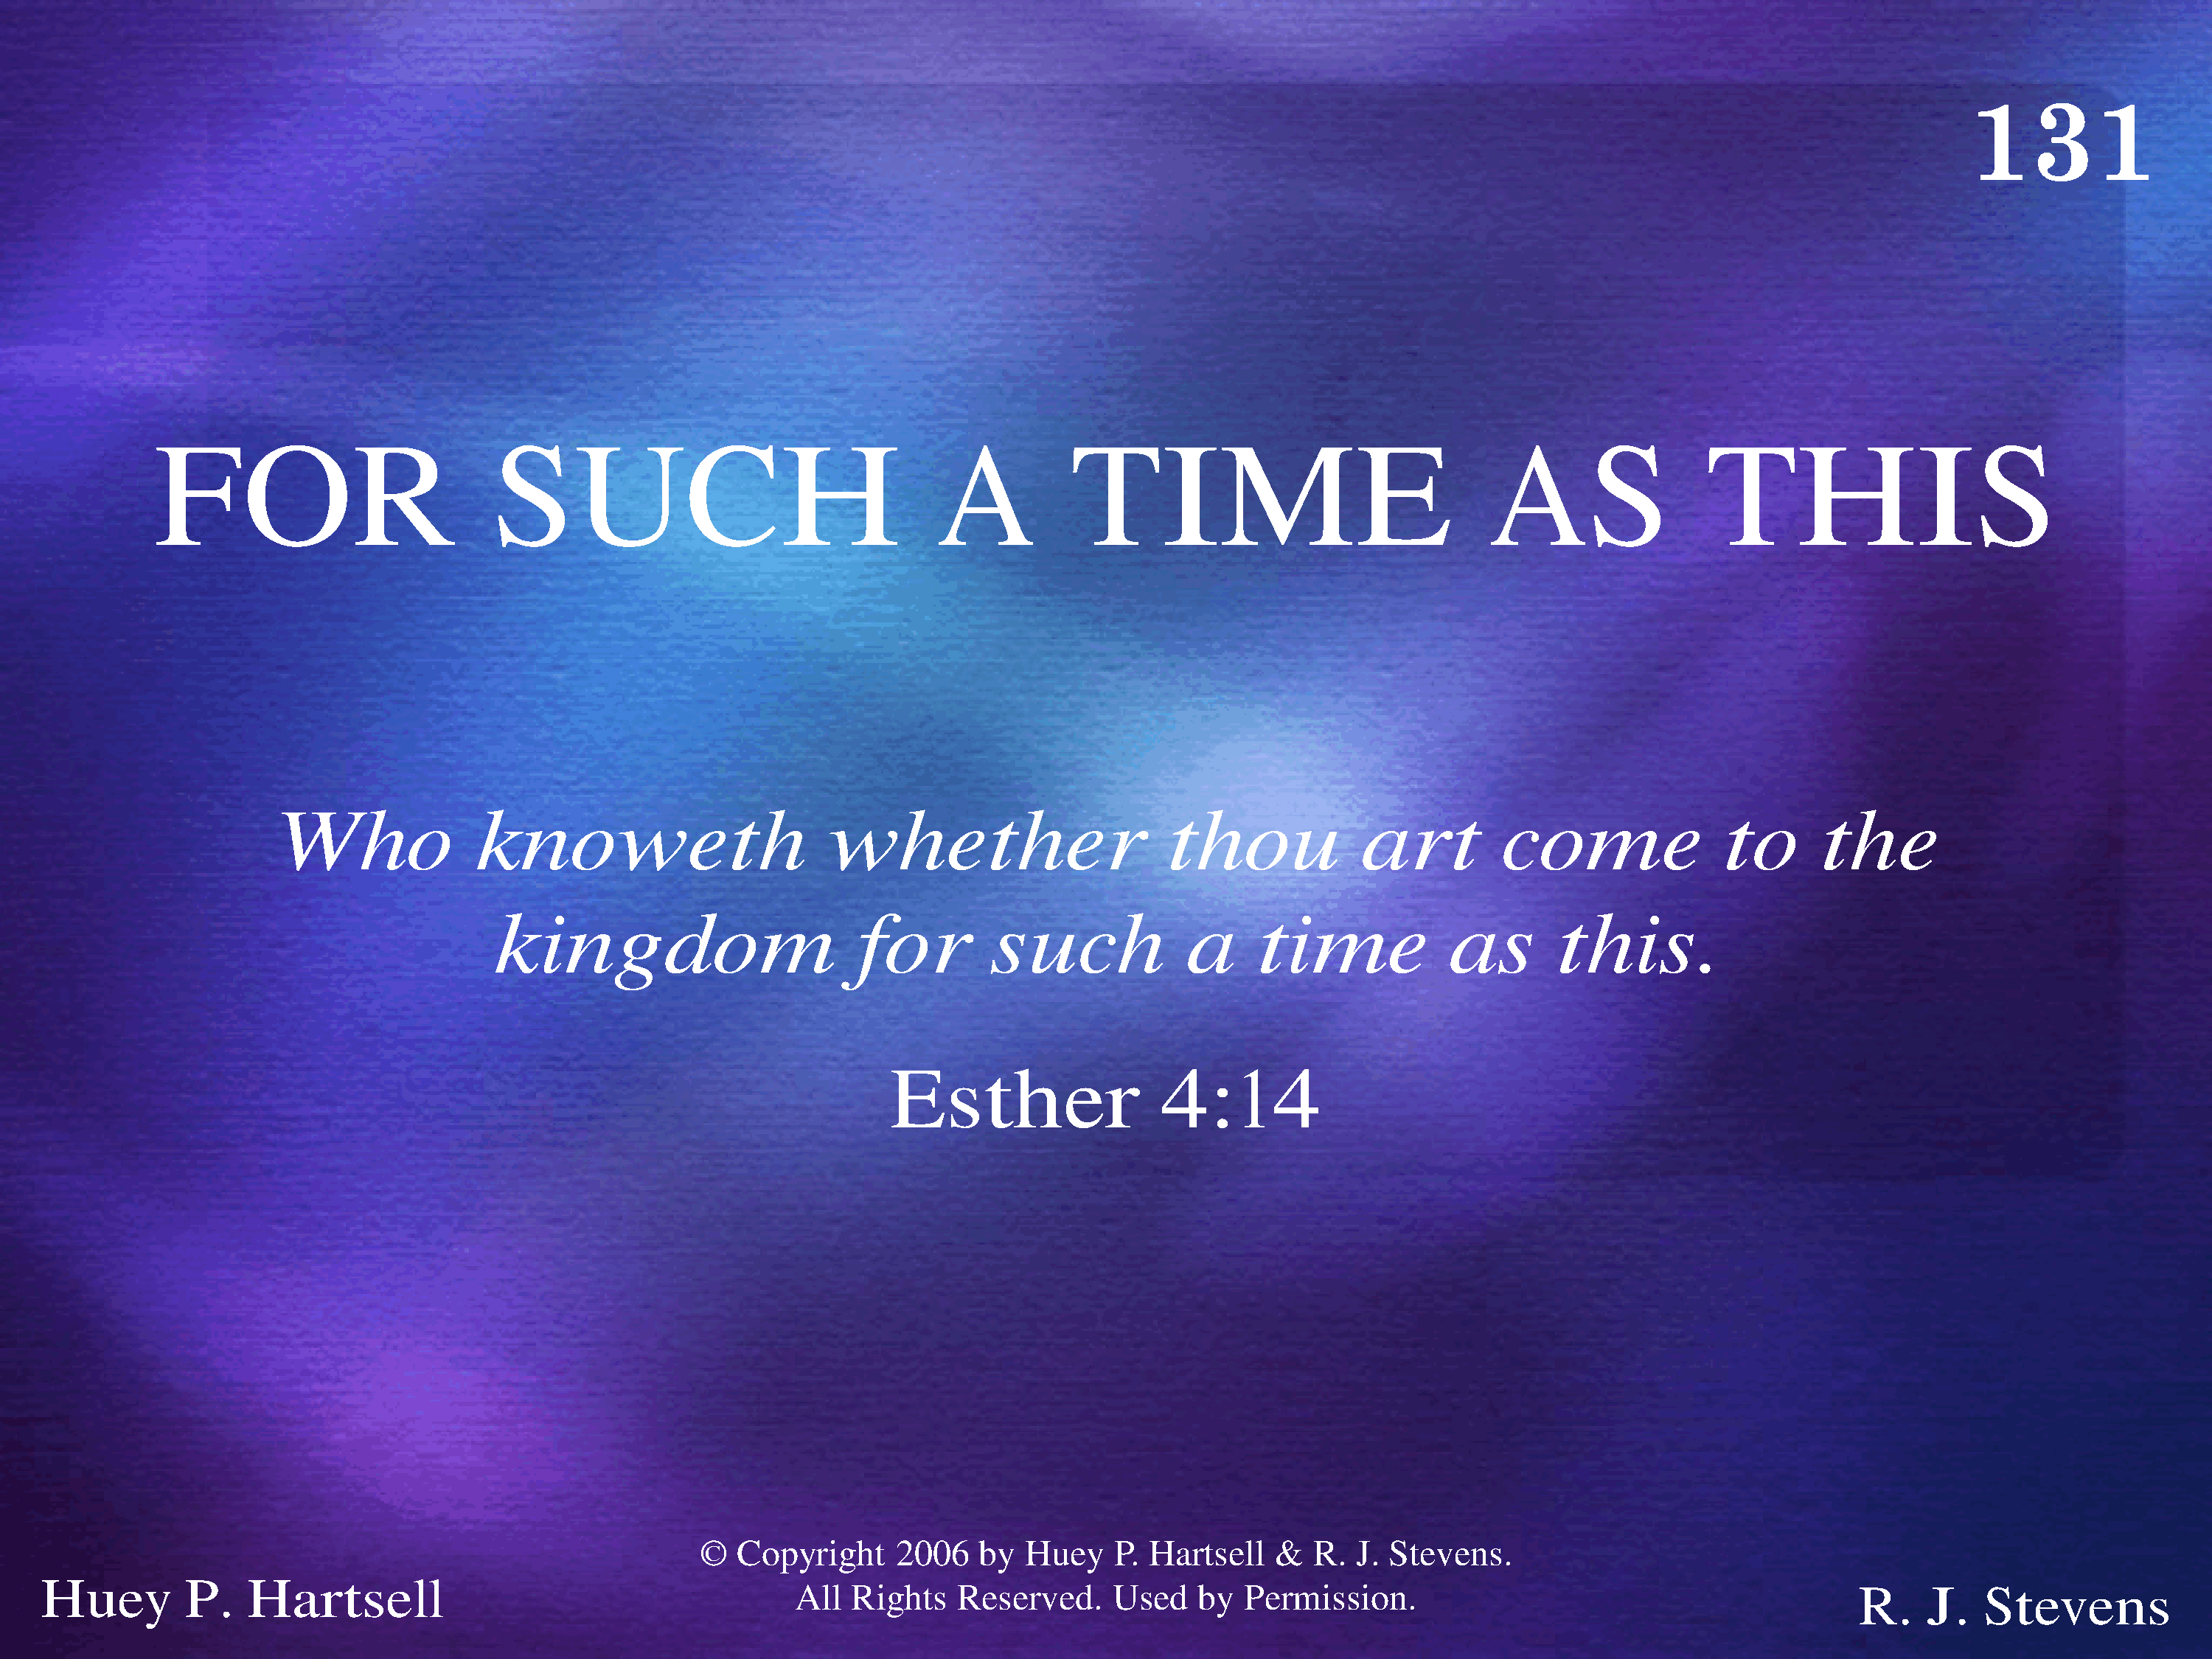 131
FOR SUCH A TIME AS THIS
Who knoweth whether thou art come to the
kingdom for such a time as this.
Esther 4:14
© Copyright 2006 by Huey P. Hartsell & R. J. Stevens.
All Rights Reserved. Used by Permission.
Huey P. Hartsell
R. J. Stevens